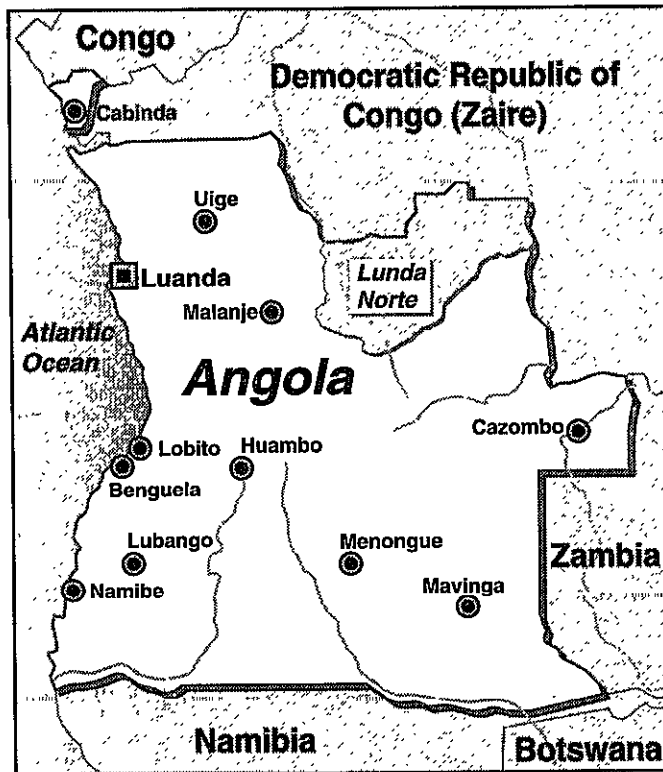 Congo
Democratic Republic of
Congo (Zaire)
Cabinda
Uige
Luanda
Lunda
Norte
Malanje
Atlantic
Ocean
Angola
Cazombo
Lobito
Huambo
Benguela
Lubango
Menongue
Zambia
Namibe
Mavinga
Namibia
Botswana